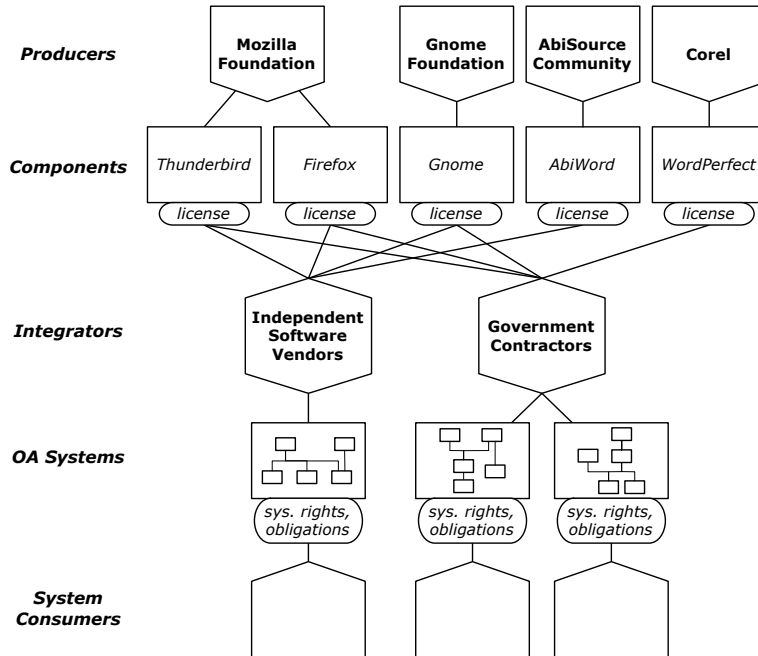 Producers
Mozilla
Foundation
Gnome
Foundation
AbiSource
Community
Corel
Components
Thunderbird
Firefox
Gnome
AbiWord
WordPerfect
license
license
license
license
license
Integrators
Independent
Software
Vendors
Government
Contractors
OA Systems
sys. rights,
obligations
sys. rights,
obligations
sys. rights,
obligations
System
Consumers